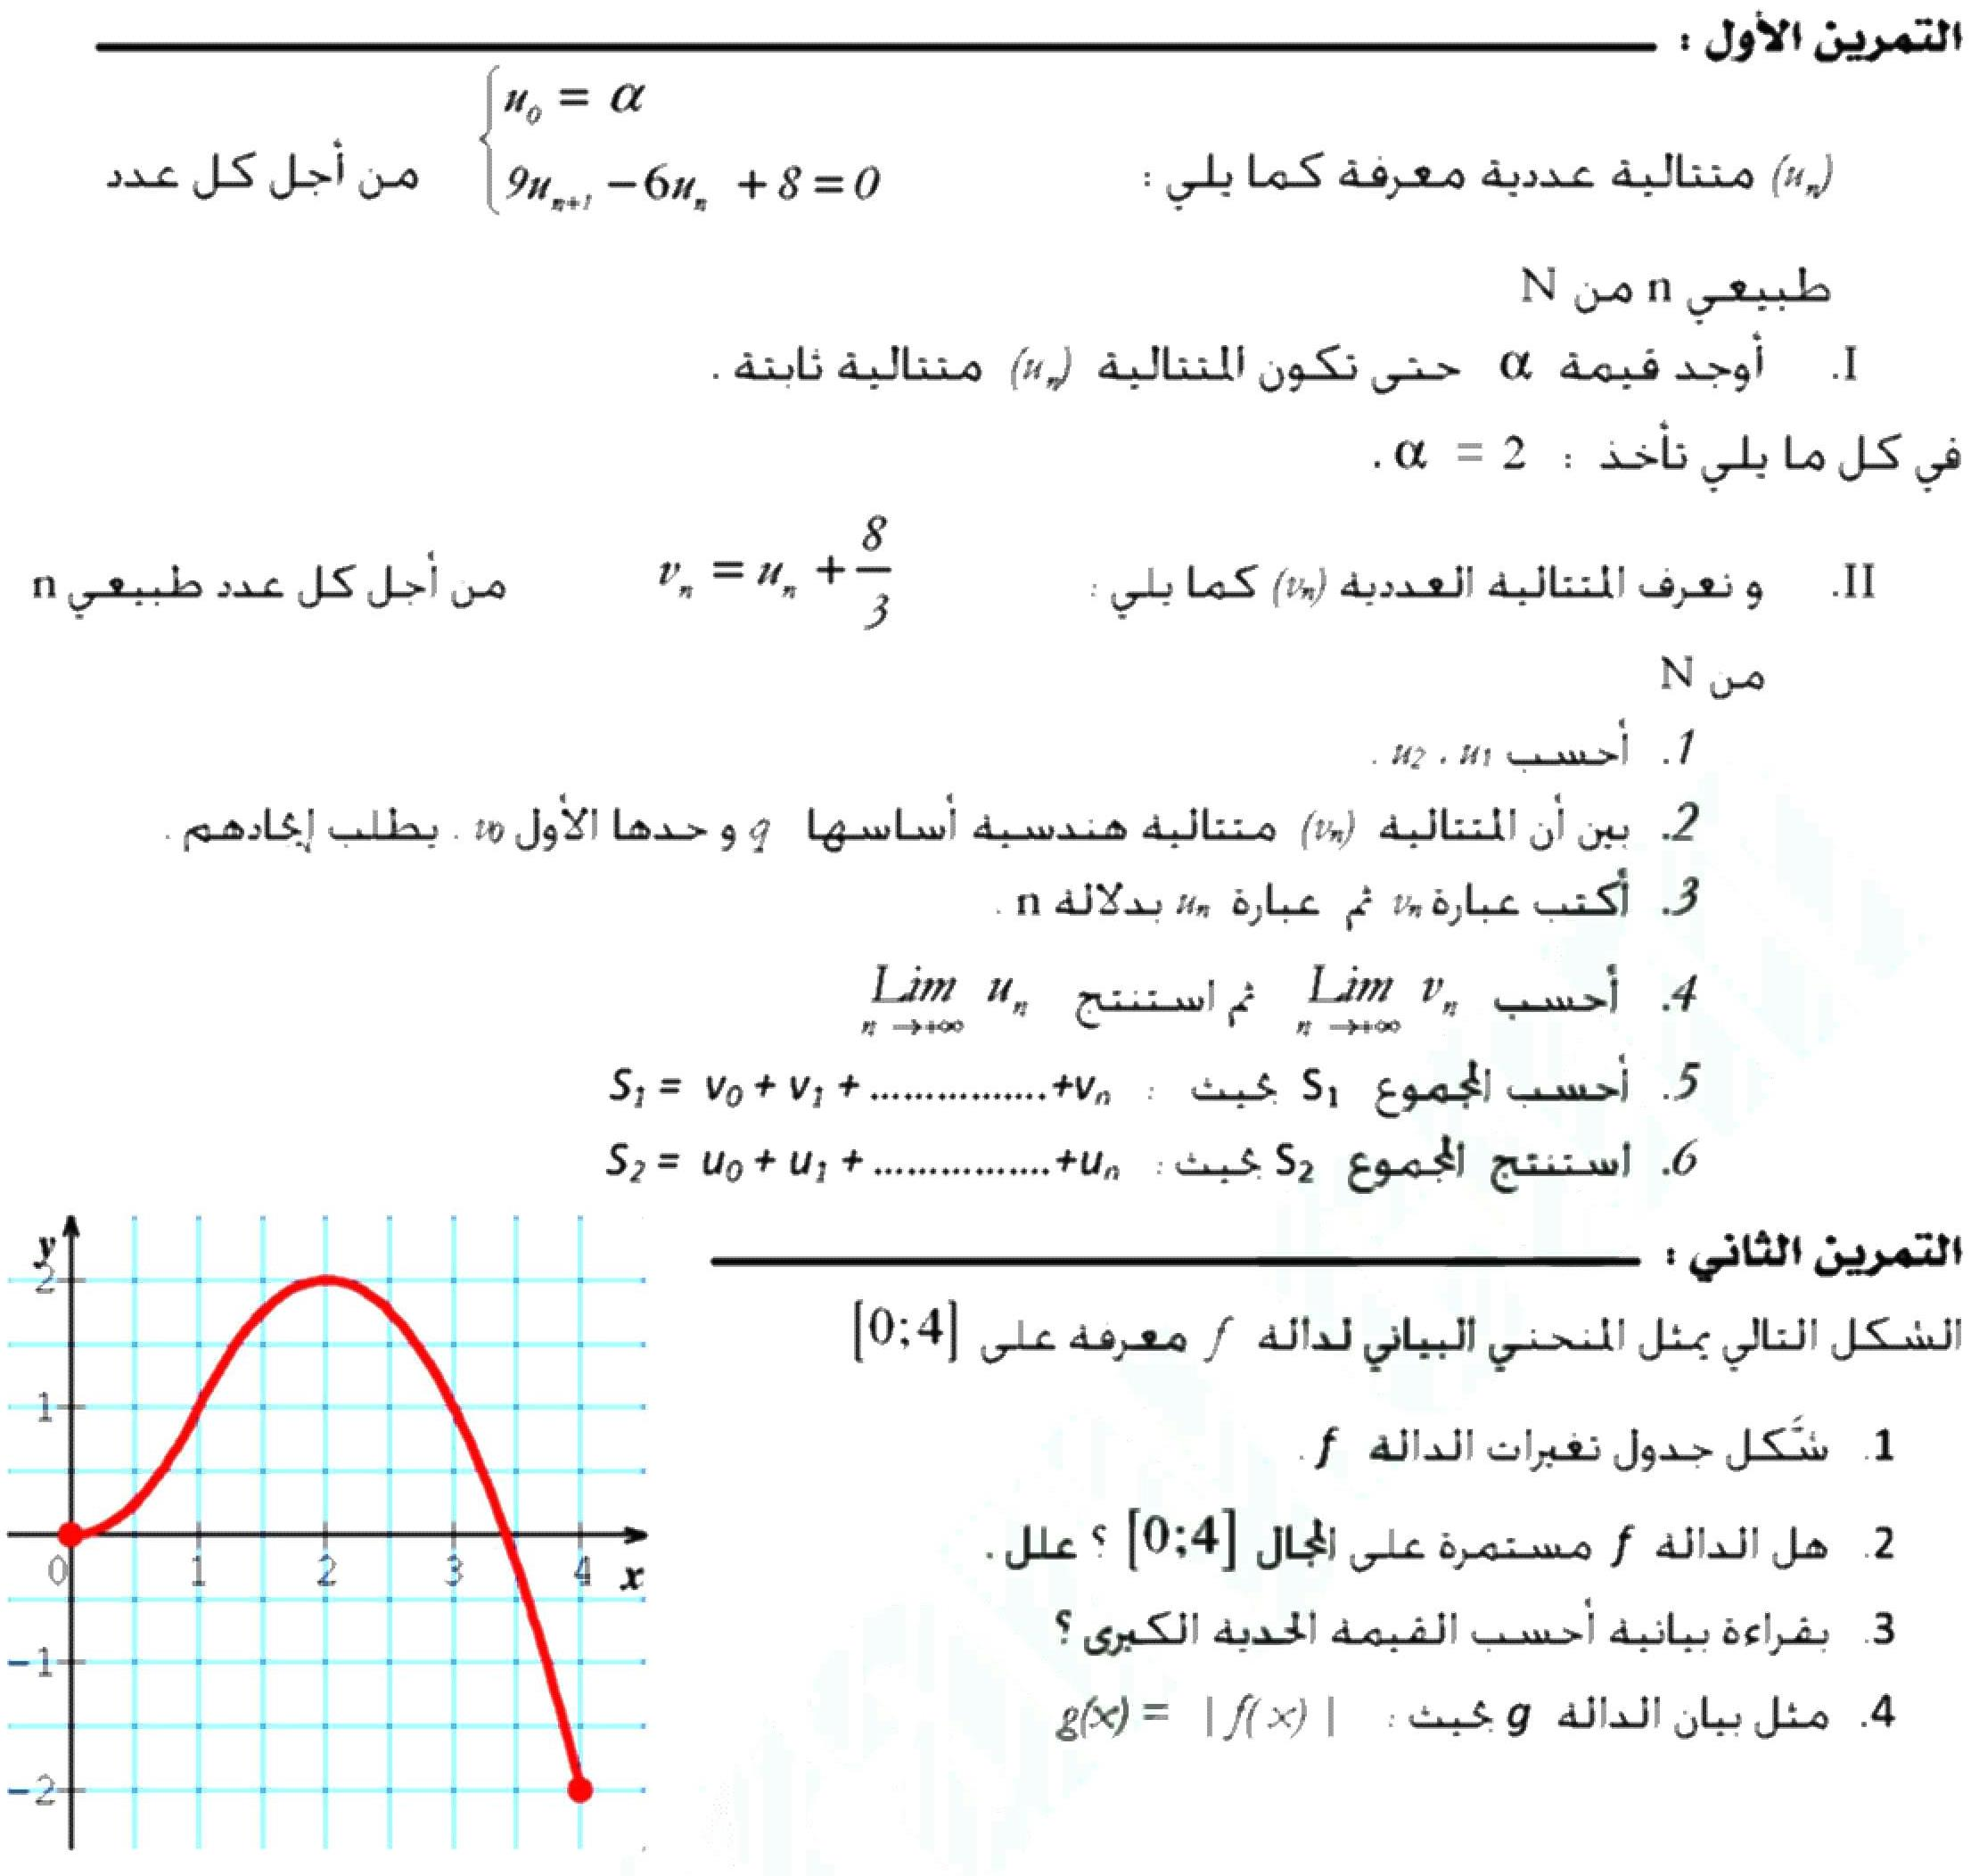 التمرين الأول :
(uₙ) متتالية عددية معرفة كما يلي : { u₀ = α ; 9uₙ₊₁ − 6uₙ + 8 = 0 من أجل كل عدد
طبيعي n من N
I. أوجد قيمة α حتى تكون المتتالية (uₙ) متتالية ثابتة .
في كل ما يلي نأخذ : α = 2 .
II. و نعرف المتتالية العددية (vₙ) كما يلي : vₙ = uₙ + 8/3 من أجل كل عدد طبيعي n
من N
1. أحسب u₁ ، u₂ .
2. بين أن المتتالية (vₙ) متتالية هندسية أساسها q و حدها الأول v₀ . يطلب إيجادهم .
3. أكتب عبارة vₙ ثم عبارة uₙ بدلالة n .
4. أحسب Lim vₙ n →+∞ ثم استنتج Lim uₙ n →+∞
5. أحسب المجموع S₁ بحيث : S₁ = v₀ + v₁ + ................+vₙ
6. استنتج المجموع S₂ بحيث : S₂ = u₀ + u₁ + ................+uₙ
التمرين الثاني :
الشكل التالي يمثل المنحني البياني لدالة f معرفة على [0;4]
1. شَّكل جدول تغيرات الدالة f .
2. هل الدالة f مستمرة على المجال [0;4] ؟ علل .
3. بقراءة بيانية أحسب القيمة الحدية الكبرى ؟
4. مثل بيان الدالة g بحيث : g(x) = | f(x) |
y
2
1
0 1 2 3 4 x
−1
−2